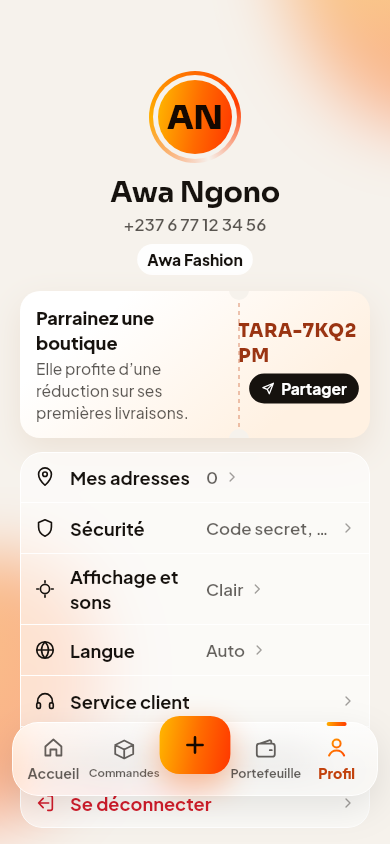 AN
Awa Ngono
+237 6 77 12 34 56
Awa Fashion
Parrainez une
boutique
Elle profite d’une
réduction sur ses
premières livraisons.
TARA-7KQ2
PM
Partager
Mes adresses 0
Sécurité Code secret, …
Affichage et
sons
Clair
Langue Auto
Service client
Accueil Commandes + Portefeuille Profil
Se déconnecter